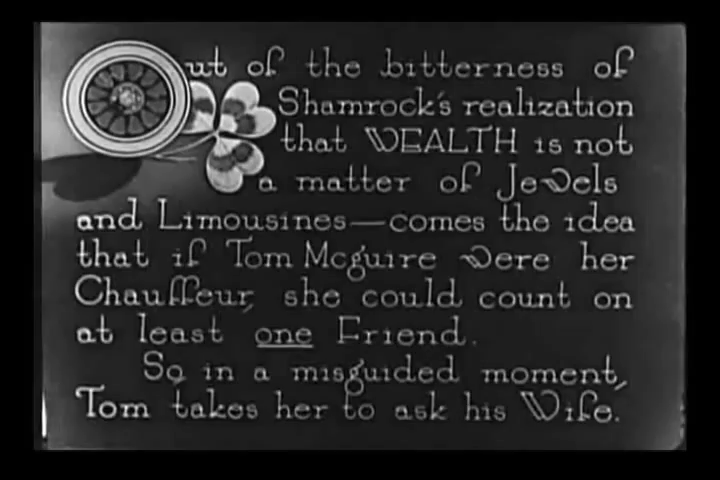 Out of the bitterness of
Shamrock's realization
that WEALTH is not
a matter of Jewels
and Limousines—comes the idea
that if Tom Mcguire were her
Chauffeur, she could count on
at least one Friend.
So in a misguided moment,
Tom takes her to ask his Wife.